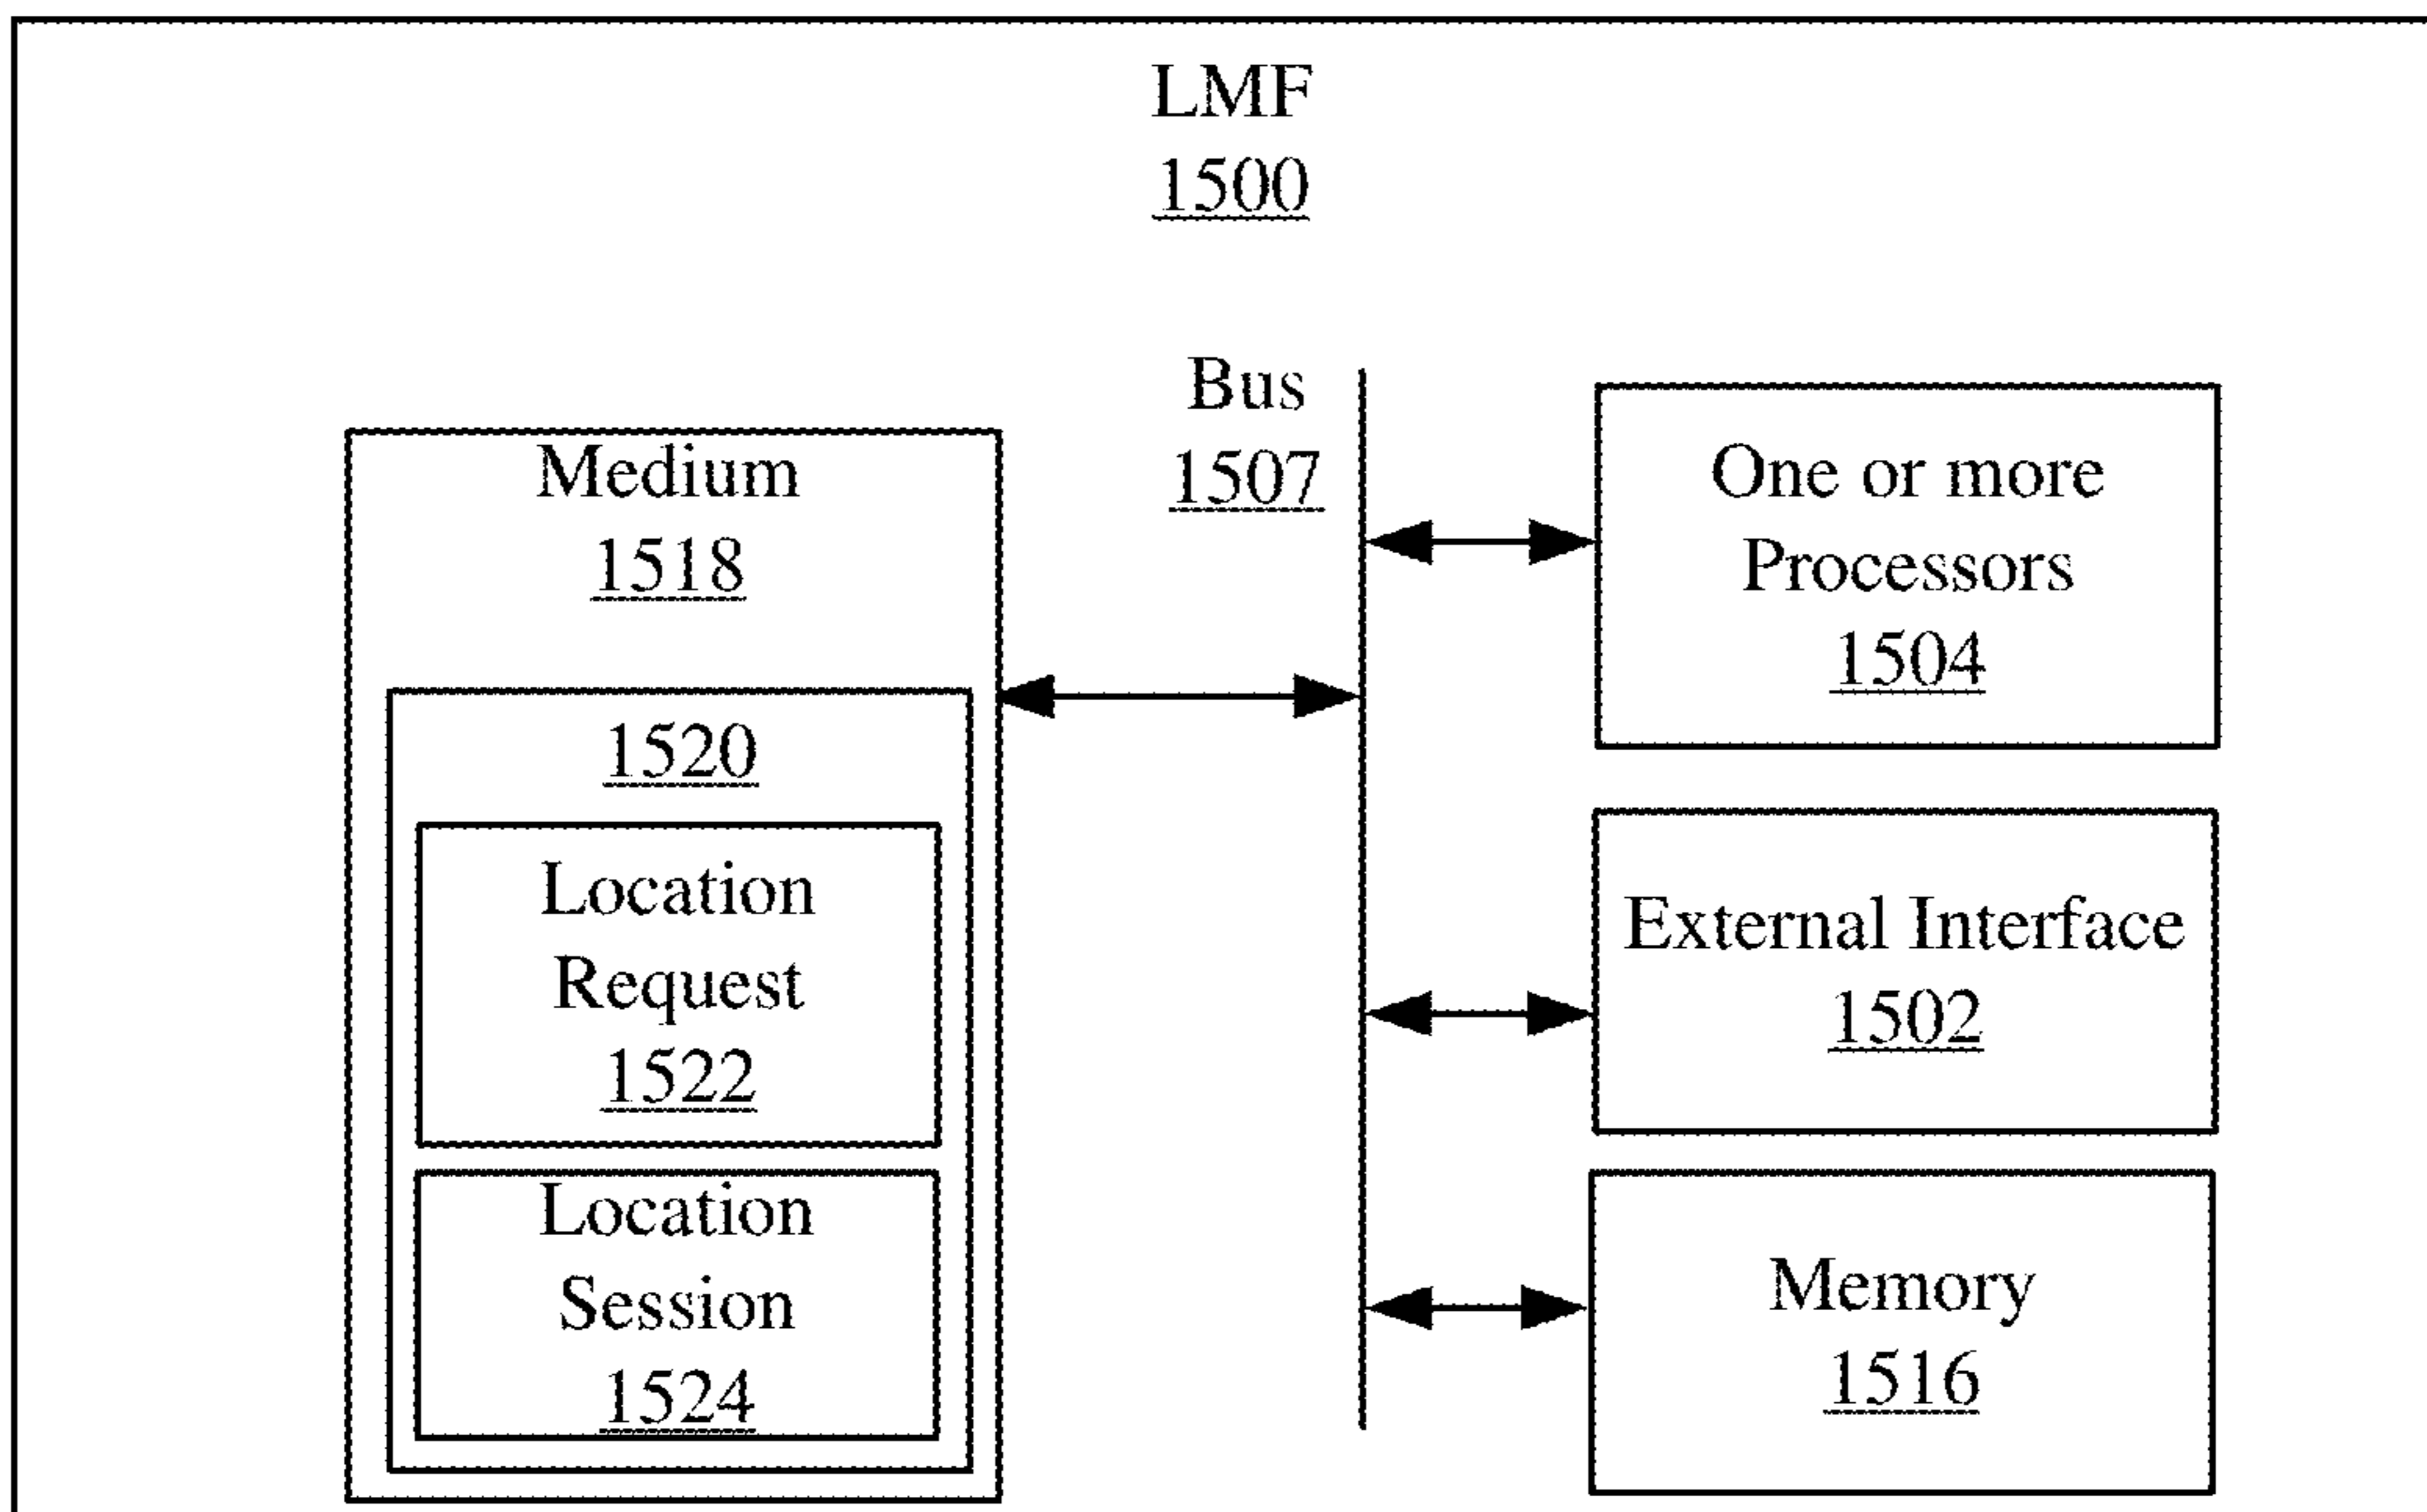 LMF
1500
Bus
1507
Medium
1518
1520
Location
Request
1522
Location
Session
1524
One or more
Processors
1504
External Interface
1502
Memory
1516